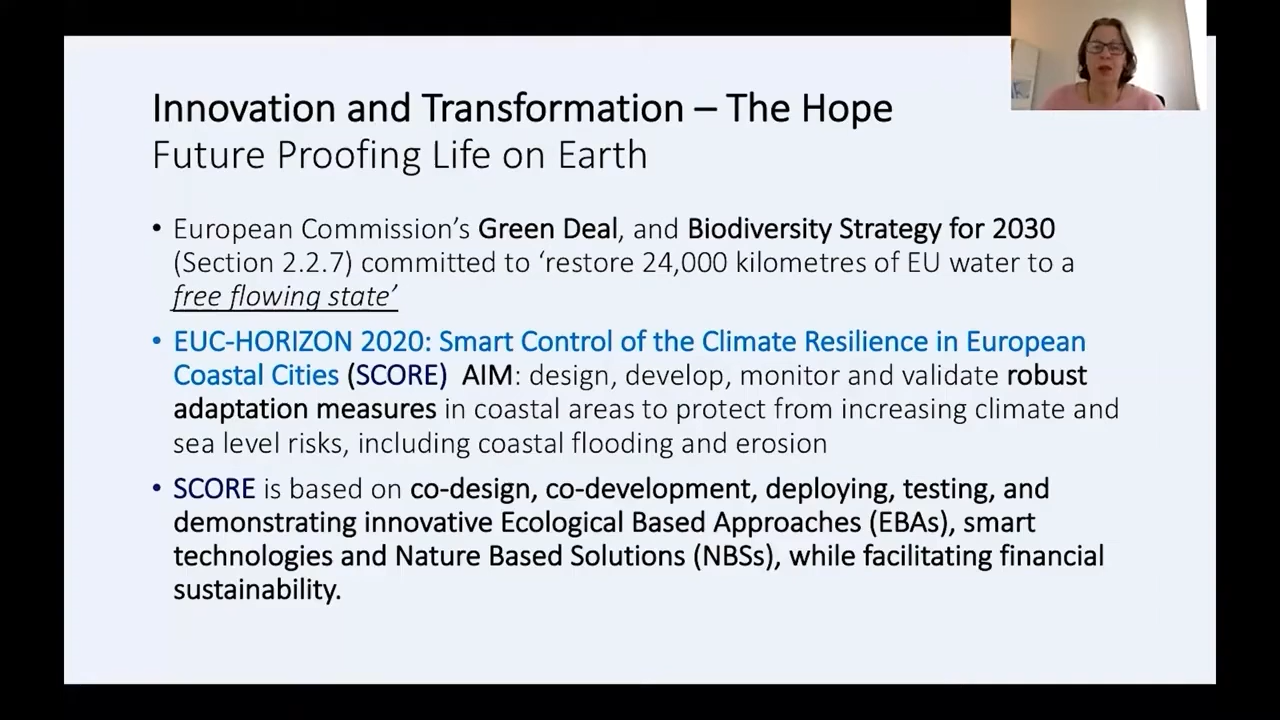 Innovation and Transformation – The Hope
Future Proofing Life on Earth
• European Commission’s Green Deal, and Biodiversity Strategy for 2030
(Section 2.2.7) committed to ‘restore 24,000 kilometres of EU water to a
free flowing state’
• EUC-HORIZON 2020: Smart Control of the Climate Resilience in European
Coastal Cities (SCORE) AIM: design, develop, monitor and validate robust
adaptation measures in coastal areas to protect from increasing climate and
sea level risks, including coastal flooding and erosion
• SCORE is based on co-design, co-development, deploying, testing, and
demonstrating innovative Ecological Based Approaches (EBAs), smart
technologies and Nature Based Solutions (NBSs), while facilitating financial
sustainability.